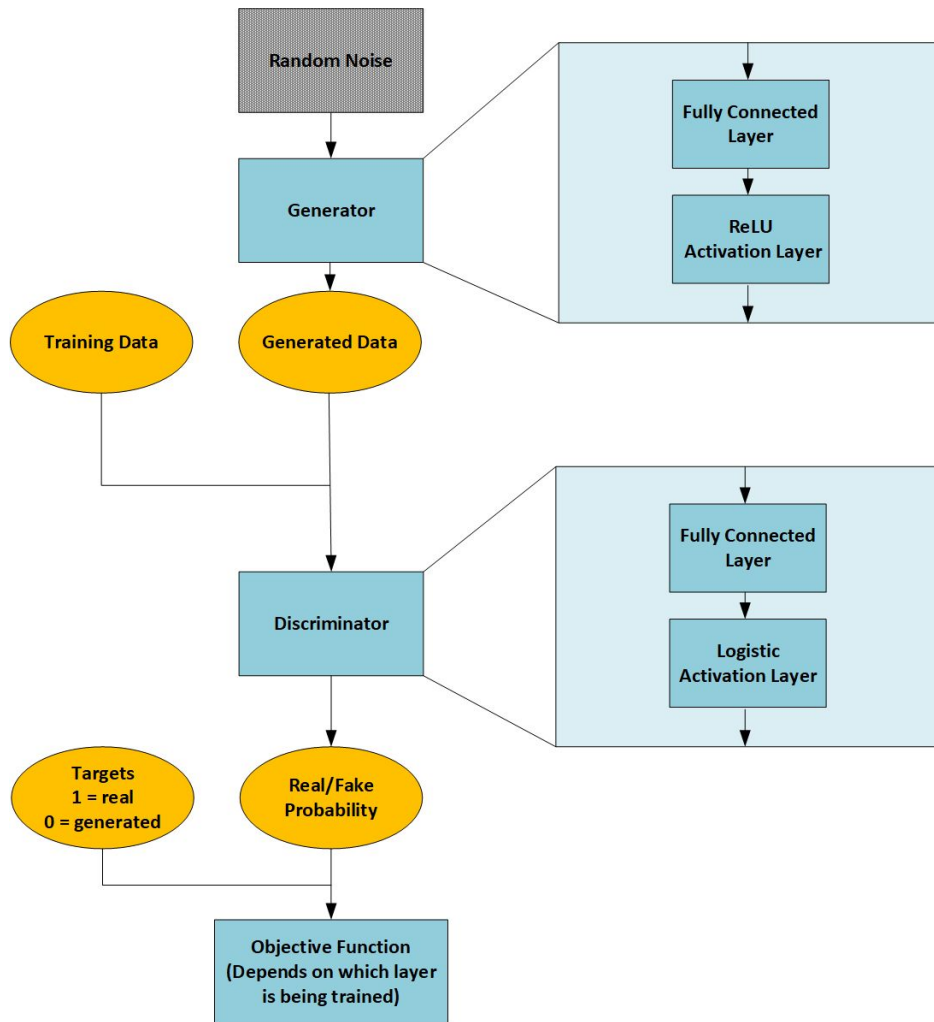 Random Noise
Fully Connected
Layer
Generator
ReLU
Activation Layer
Training Data
Generated Data
Fully Connected
Layer
Discriminator
Logistic
Activation Layer
Targets
1 = real
0 = generated
Real/Fake
Probability
Objective Function
(Depends on which layer
is being trained)